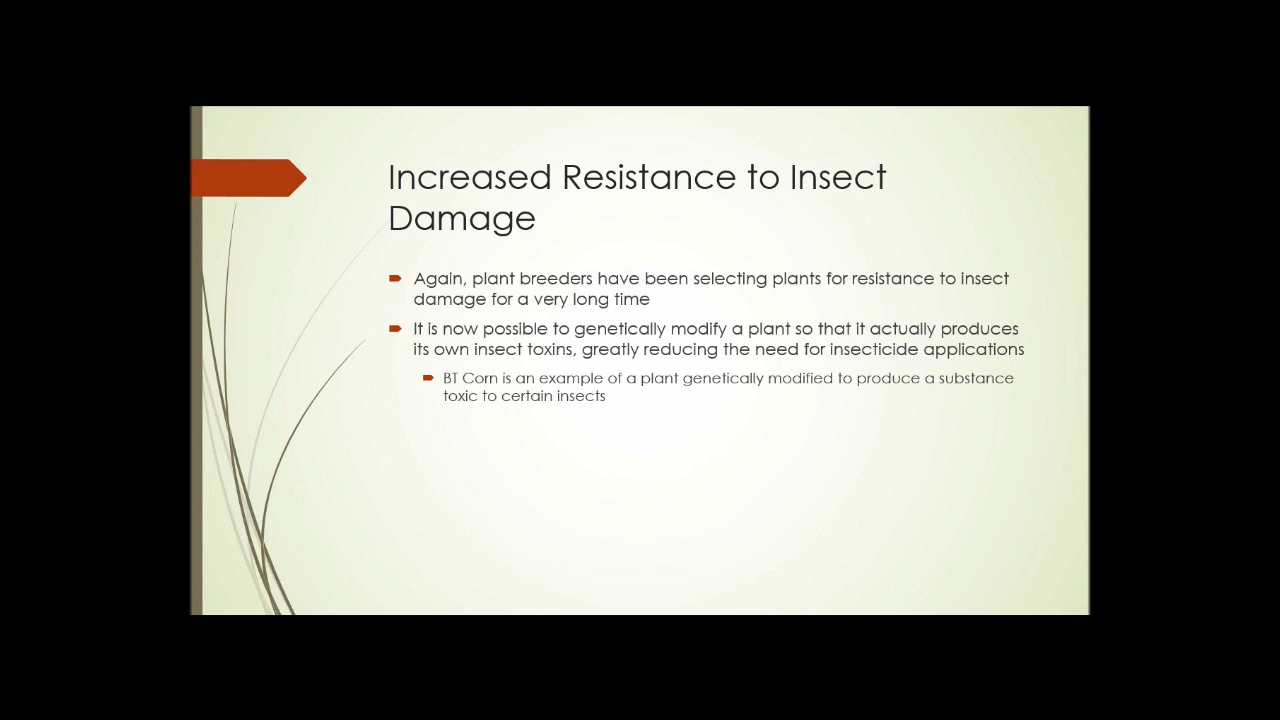 Increased Resistance to Insect
Damage
Again, plant breeders have been selecting plants for resistance to insect
damage for a very long time
It is now possible to genetically modify a plant so that it actually produces
its own insect toxins, greatly reducing the need for insecticide applications
BT Corn is an example of a plant genetically modified to produce a substance
toxic to certain insects